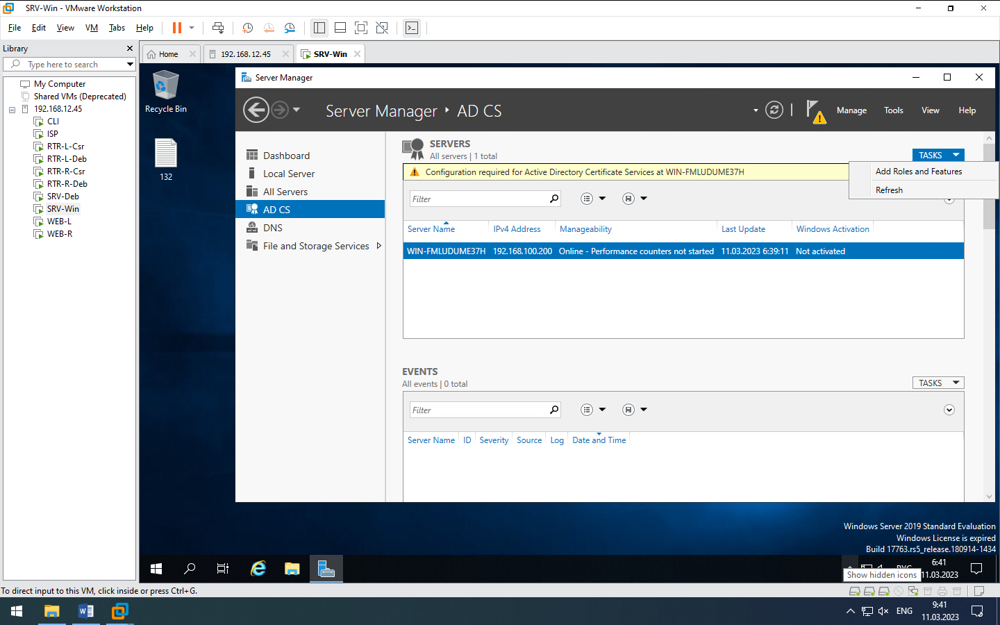 SRV-Win - VMware Workstation
File Edit View VM Tabs Help
Library
Type here to search
My Computer
Shared VMs (Deprecated)
192.168.12.45
CLI
ISP
RTR-L-Csr
RTR-L-Deb
RTR-R-Csr
RTR-R-Deb
SRV-Deb
SRV-Win
WEB-L
WEB-R
Home 192.168.12.45 SRV-Win
Recycle Bin
132
Server Manager
Server Manager AD CS
Manage Tools View Help
Dashboard
Local Server
All Servers
AD CS
DNS
File and Storage Services
SERVERS
All servers | 1 total
TASKS
Configuration required for Active Directory Certificate Services at WIN-FMLUDUME37H
Add Roles and Features
Refresh
Filter
Server Name IPv4 Address Manageability Last Update Windows Activation
WIN-FMLUDUME37H 192.168.100.200 Online - Performance counters not started 11.03.2023 6:39:11 Not activated
EVENTS
All events | 0 total
TASKS
Filter
Server Name ID Severity Source Log Date and Time
Windows Server 2019 Standard Evaluation
Windows License is expired
Build 17763.rs5_release.180914-1434
6:41
11.03.2023
Show hidden icons
To direct input to this VM, click inside or press Ctrl+G.
ENG
9:41
11.03.2023